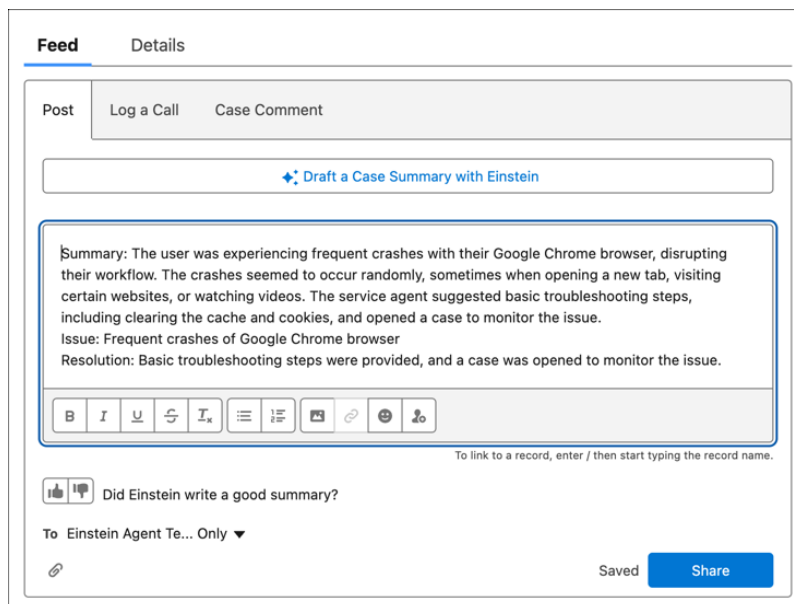 Feed Details
Post Log a Call Case Comment
Draft a Case Summary with Einstein
Summary: The user was experiencing frequent crashes with their Google Chrome browser, disrupting
their workflow. The crashes seemed to occur randomly, sometimes when opening a new tab, visiting
certain websites, or watching videos. The service agent suggested basic troubleshooting steps,
including clearing the cache and cookies, and opened a case to monitor the issue.
Issue: Frequent crashes of Google Chrome browser
Resolution: Basic troubleshooting steps were provided, and a case was opened to monitor the issue.
B I U S Tx
To link to a record, enter / then start typing the record name.
Did Einstein write a good summary?
To Einstein Agent Te... Only
Saved Share